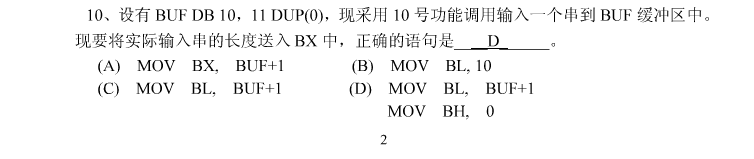 10、设有 BUF DB 10，11 DUP(0)，现采用 10 号功能调用输入一个串到 BUF 缓冲区中。
现要将实际输入串的长度送入 BX 中，正确的语句是___D_______。
(A) MOV BX, BUF+1 (B) MOV BL, 10
(C) MOV BL, BUF+1 (D) MOV BL, BUF+1
MOV BH, 0
2